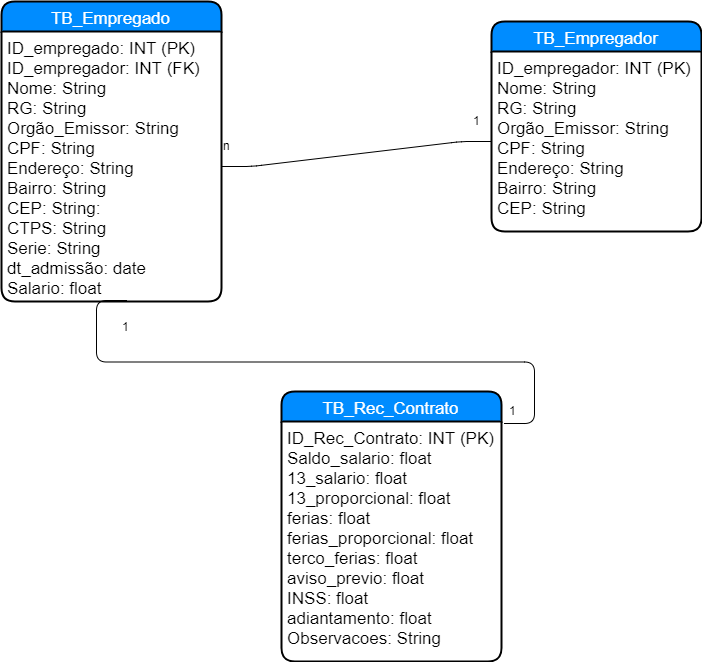 TB_Empregado
ID_empregado: INT (PK)
ID_empregador: INT (FK)
Nome: String
RG: String
Orgão_Emissor: String
CPF: String
Endereço: String
Bairro: String
CEP: String:
CTPS: String
Serie: String
dt_admissão: date
Salario: float
n
1
TB_Empregador
ID_empregador: INT (PK)
Nome: String
RG: String
Orgão_Emissor: String
CPF: String
Endereço: String
Bairro: String
CEP: String
1
1
TB_Rec_Contrato
ID_Rec_Contrato: INT (PK)
Saldo_salario: float
13_salario: float
13_proporcional: float
ferias: float
ferias_proporcional: float
terco_ferias: float
aviso_previo: float
INSS: float
adiantamento: float
Observacoes: String